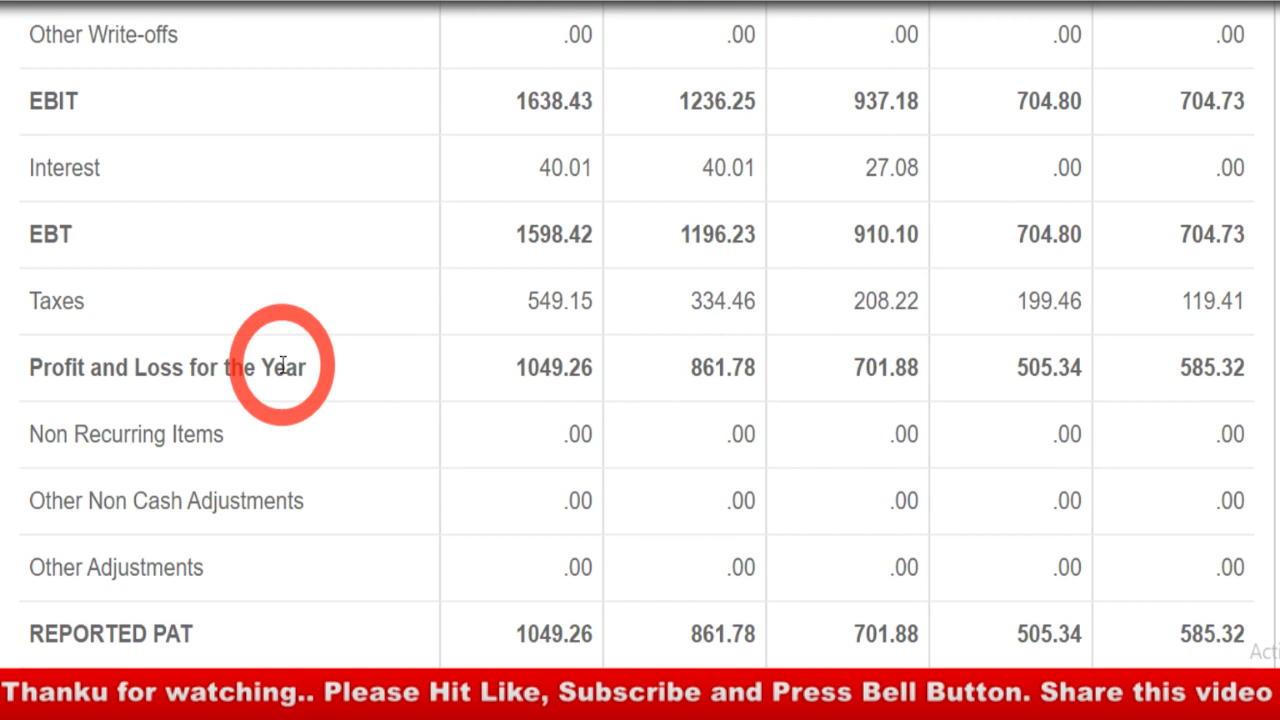 Other Write-offs .00 .00 .00 .00 .00
EBIT 1638.43 1236.25 937.18 704.80 704.73
Interest 40.01 40.01 27.08 .00 .00
EBT 1598.42 1196.23 910.10 704.80 704.73
Taxes 549.15 334.46 208.22 199.46 119.41
Profit and Loss for the Year 1049.26 861.78 701.88 505.34 585.32
Non Recurring Items .00 .00 .00 .00 .00
Other Non Cash Adjustments .00 .00 .00 .00 .00
Other Adjustments .00 .00 .00 .00 .00
REPORTED PAT 1049.26 861.78 701.88 505.34 585.32
Thanku for watching.. Please Hit Like, Subscribe and Press Bell Button. Share this video